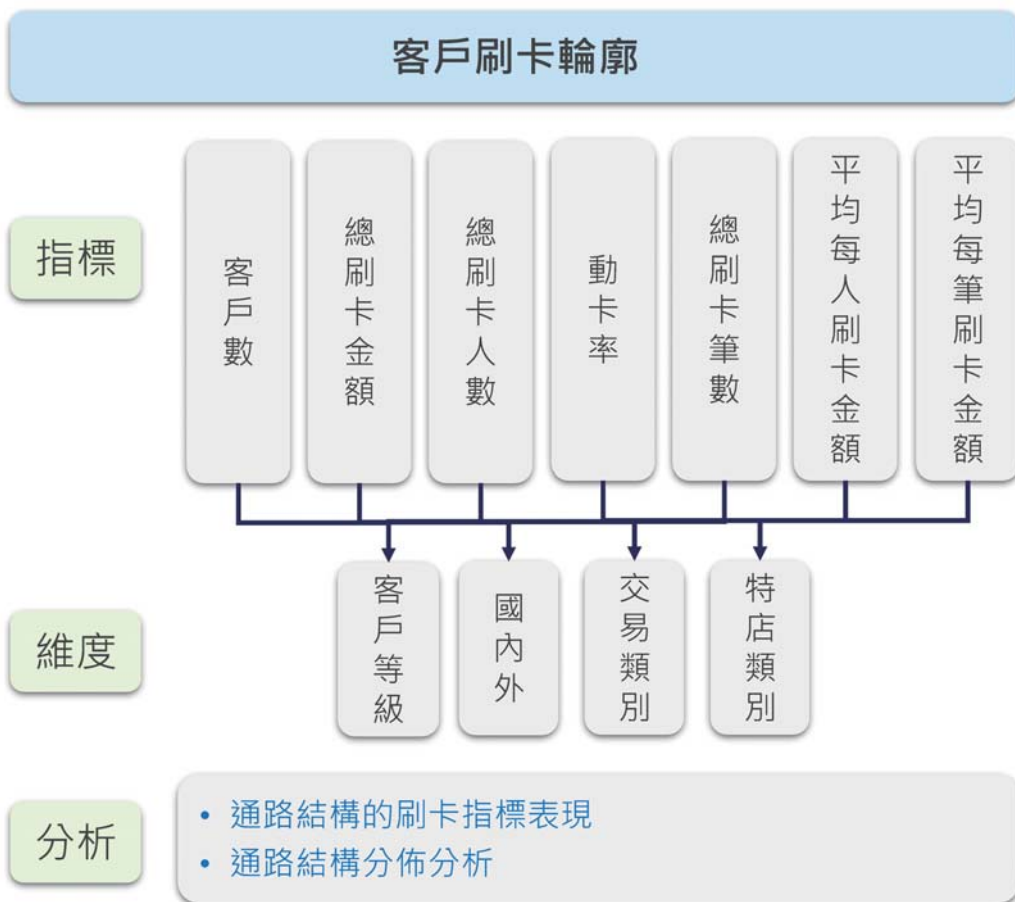 客戶刷卡輪廓
指標
客戶數
總刷卡金額
總刷卡人數
動卡率
總刷卡筆數
平均每人刷卡金額
平均每筆刷卡金額
維度
客戶等級
國內外
交易類別
特店類別
分析
• 通路結構的刷卡指標表現
• 通路結構分佈分析